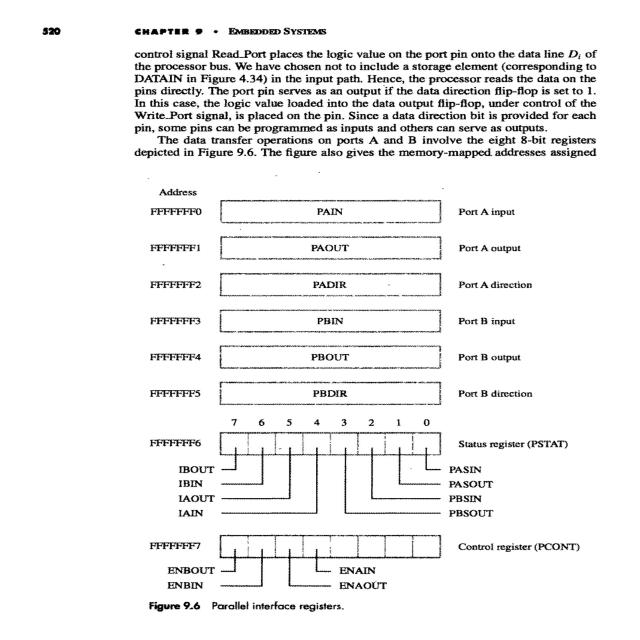 520 CHAPTER 9 • EMBEDDED SYSTEMS
control signal Read_Port places the logic value on the port pin onto the data line Di of
the processor bus. We have chosen not to include a storage element (corresponding to
DATAIN in Figure 4.34) in the input path. Hence, the processor reads the data on the
pins directly. The port pin serves as an output if the data direction flip-flop is set to 1.
In this case, the logic value loaded into the data output flip-flop, under control of the
Write_Port signal, is placed on the pin. Since a data direction bit is provided for each
pin, some pins can be programmed as inputs and others can serve as outputs.
The data transfer operations on ports A and B involve the eight 8-bit registers
depicted in Figure 9.6. The figure also gives the memory-mapped addresses assigned
Address
FFFFFFF0 PAIN Port A input
FFFFFFF1 PAOUT Port A output
FFFFFFF2 PADIR Port A direction
FFFFFFF3 PBIN Port B input
FFFFFFF4 PBOUT Port B output
FFFFFFF5 PBDIR Port B direction
7 6 5 4 3 2 1 0
FFFFFFF6 Status register (PSTAT)
IBOUT PASIN
IBIN PASOUT
IAOUT PBSIN
IAIN PBSOUT
FFFFFFF7 Control register (PCONT)
ENBOUT ENAIN
ENBIN ENAOUT
Figure 9.6 Parallel interface registers.